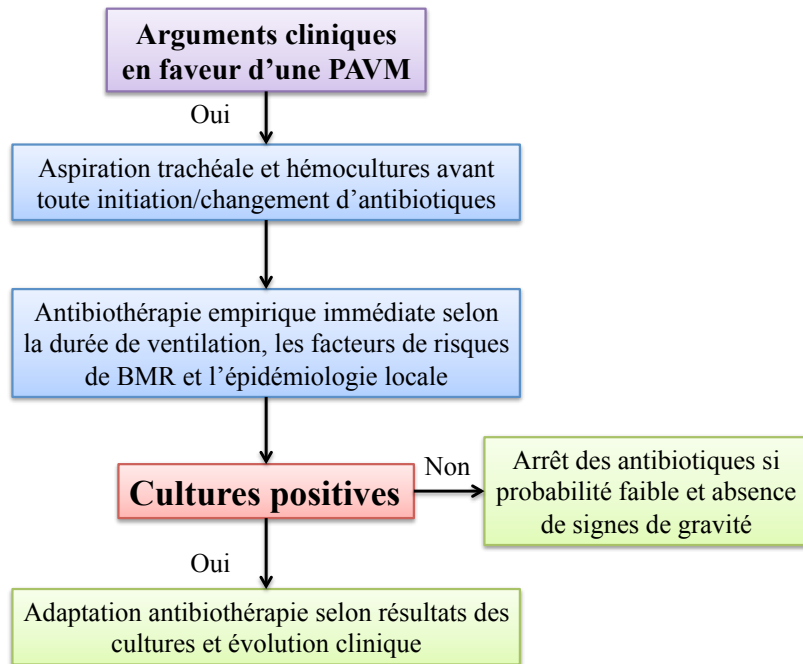 Arguments cliniques
en faveur d’une PAVM
Oui
Aspiration trachéale et hémocultures avant
toute initiation/changement d’antibiotiques
Antibiothérapie empirique immédiate selon
la durée de ventilation, les facteurs de risques
de BMR et l’épidémiologie locale
Cultures positives
Non
Arrêt des antibiotiques si
probabilité faible et absence
de signes de gravité
Oui
Adaptation antibiothérapie selon résultats des
cultures et évolution clinique